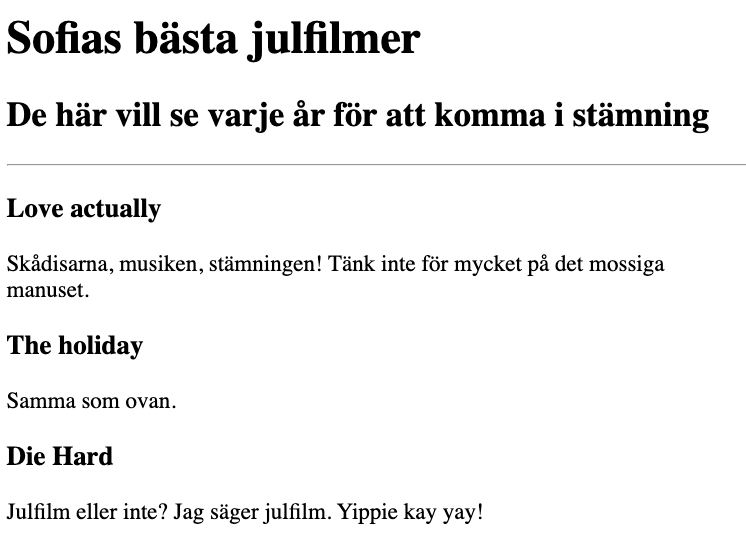 Sofias bästa julfilmer
De här vill se varje år för att komma i stämning
Love actually
Skådisarna, musiken, stämningen! Tänk inte för mycket på det mossiga
manuset.
The holiday
Samma som ovan.
Die Hard
Julfilm eller inte? Jag säger julfilm. Yippie kay yay!